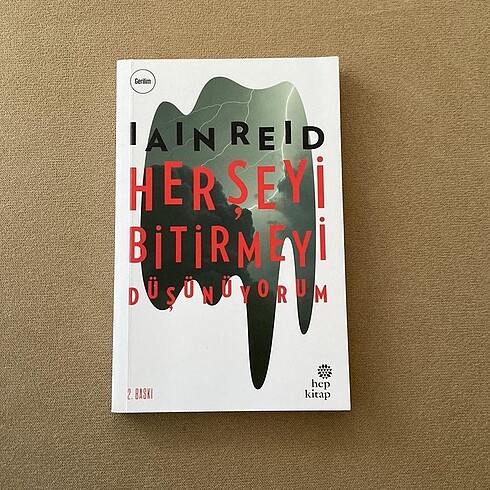 Gerilim
IAIN REID
HERŞEYİ
BİTİRMEYİ
DÜŞÜNÜYORUM
2. BASKI
hep
kitap